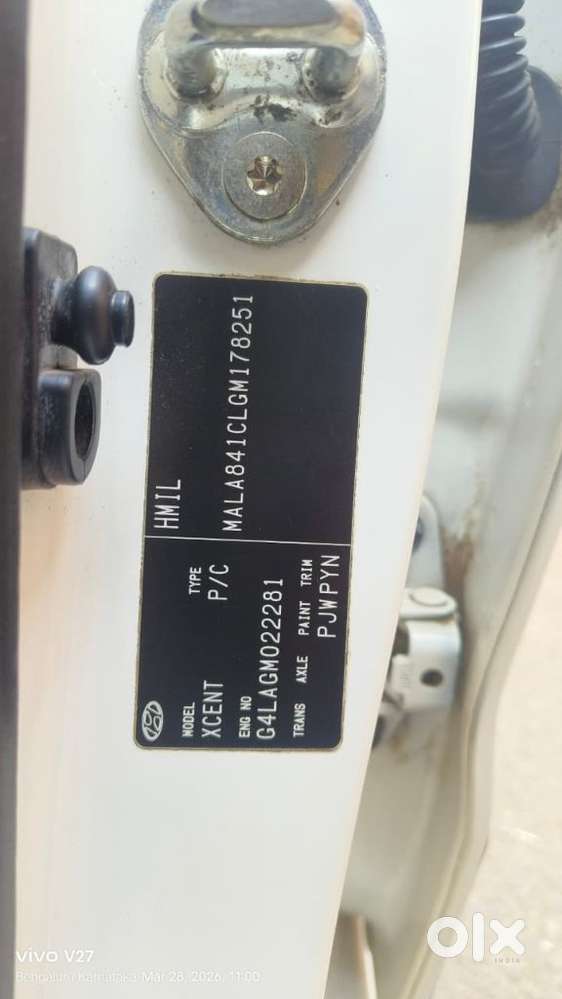 HMIL
MALA841CLGM178251
MODEL TYPE
XCENT P/C
ENG NO
G4LAGM022281
TRANS AXLE PAINT TRIM
PJWPYN
vivo V27
Bengaluru Karnataka Mar 28, 2026, 11:00
olx
INDIA